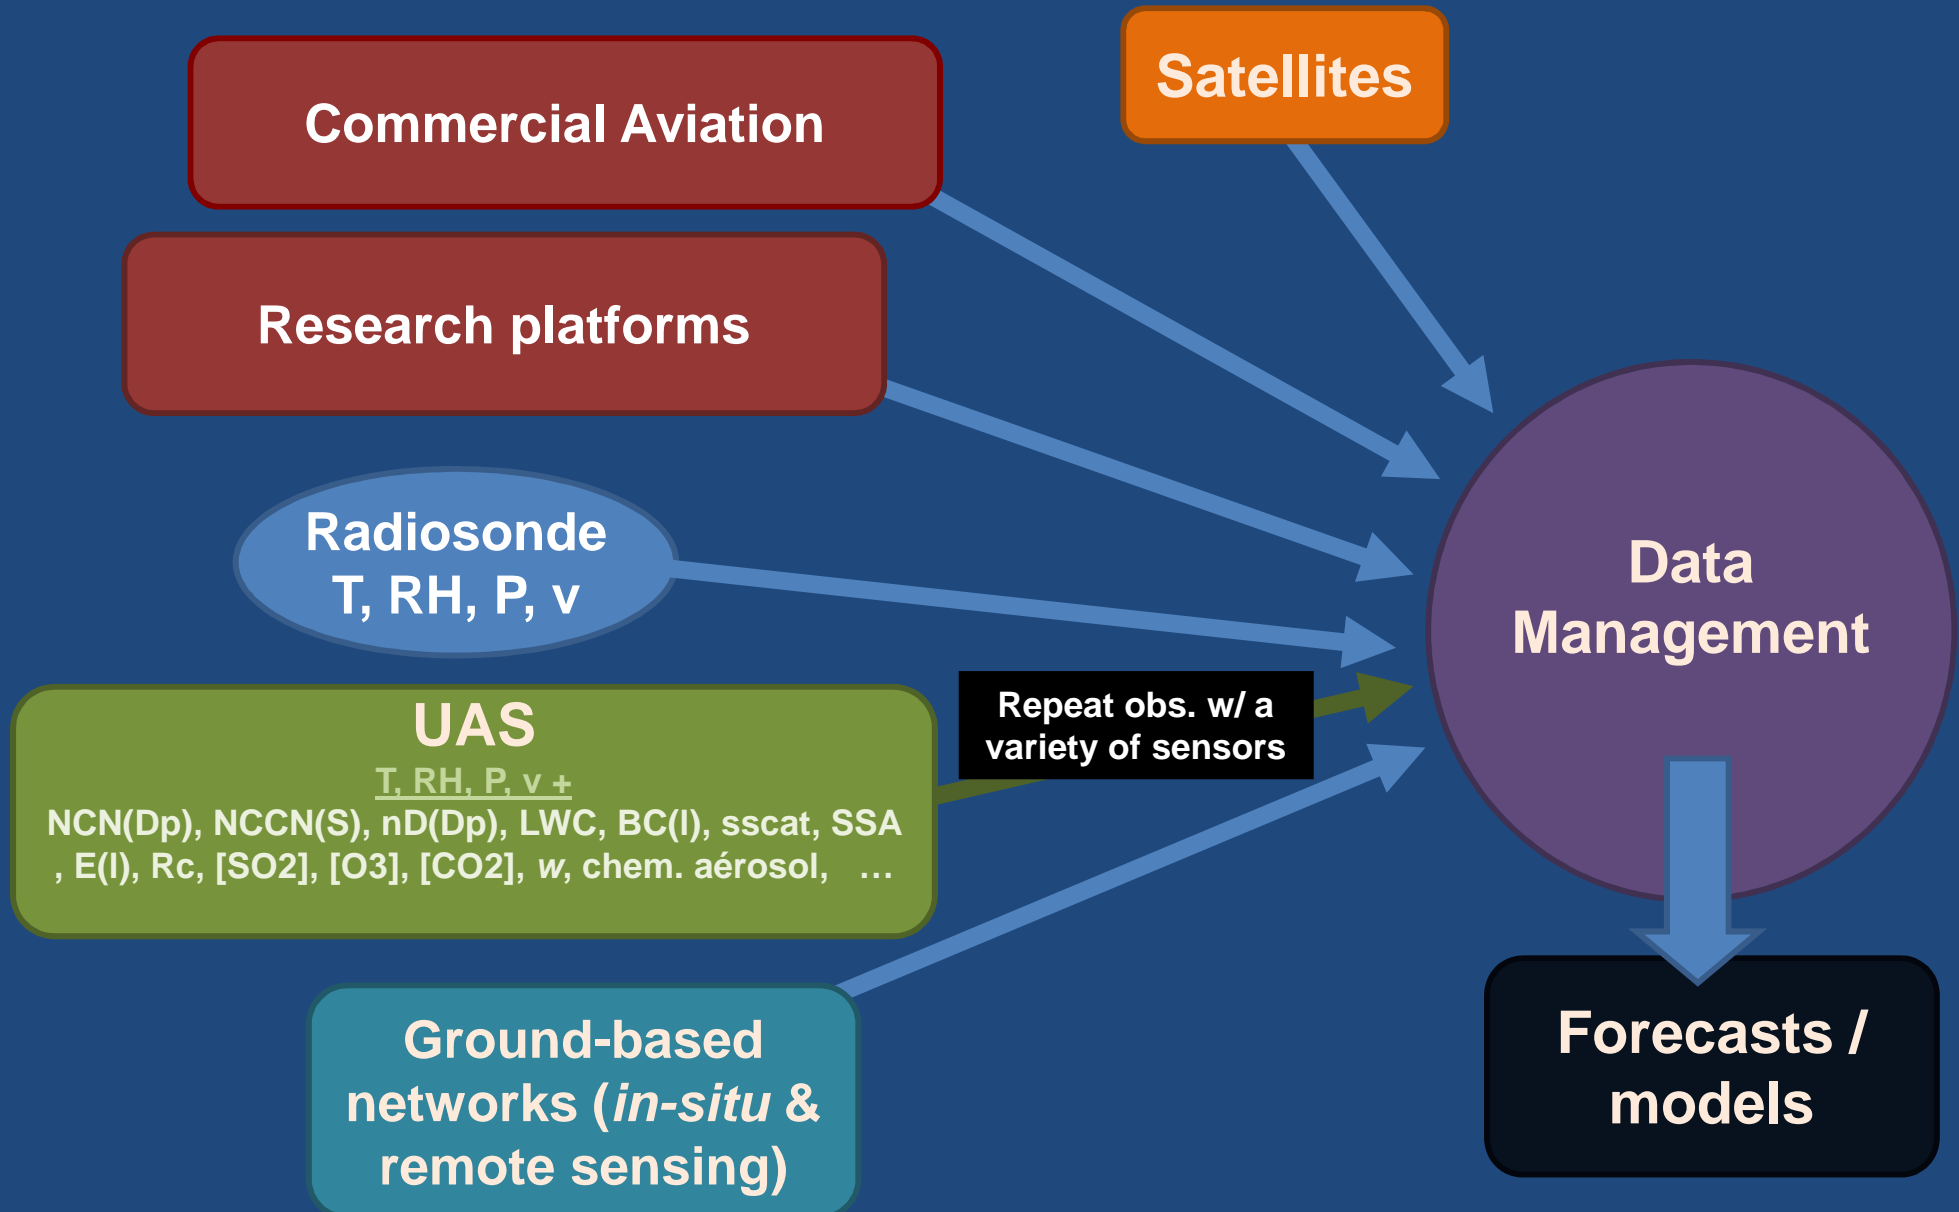 Satellites
Commercial Aviation
Research platforms
Radiosonde
T, RH, P, v
Data
Management
Repeat obs. w/ a
variety of sensors
UAS
T, RH, P, v +
NCN(Dp), NCCN(S), nD(Dp), LWC, BC(l), sscat, SSA
, E(l), Rc, [SO2], [O3], [CO2], w, chem. aérosol, …
Ground-based
networks (in-situ &
remote sensing)
Forecasts /
models